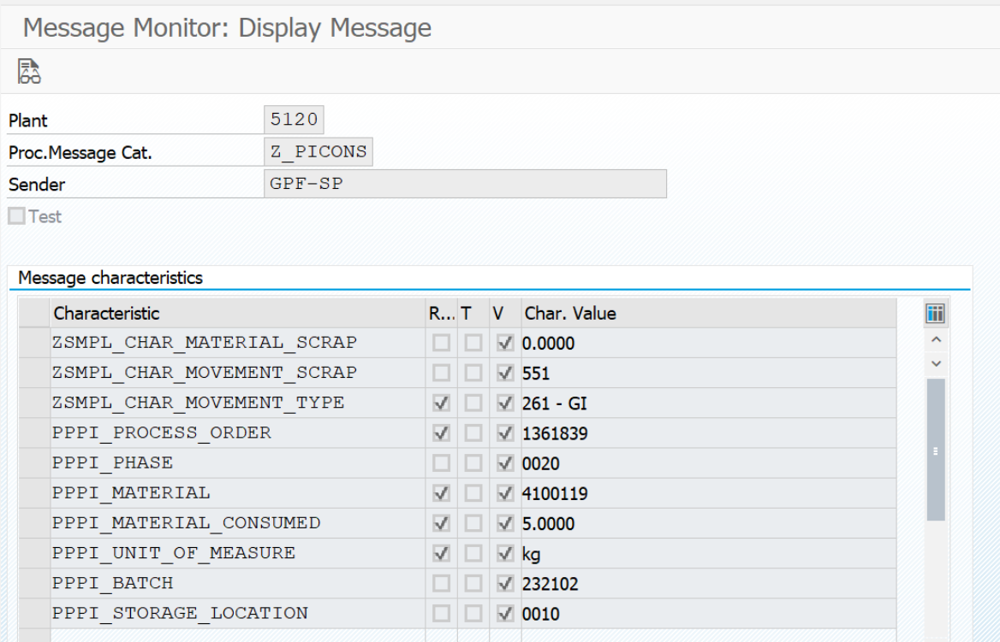 Message Monitor: Display Message
Plant 5120
Proc.Message Cat. Z_PICONS
Sender GPF-SP
Test
Message characteristics
Characteristic R... T V Char. Value
ZSMPL_CHAR_MATERIAL_SCRAP 0.0000
ZSMPL_CHAR_MOVEMENT_SCRAP 551
ZSMPL_CHAR_MOVEMENT_TYPE 261 - GI
PPPI_PROCESS_ORDER 1361839
PPPI_PHASE 0020
PPPI_MATERIAL 4100119
PPPI_MATERIAL_CONSUMED 5.0000
PPPI_UNIT_OF_MEASURE kg
PPPI_BATCH 232102
PPPI_STORAGE_LOCATION 0010